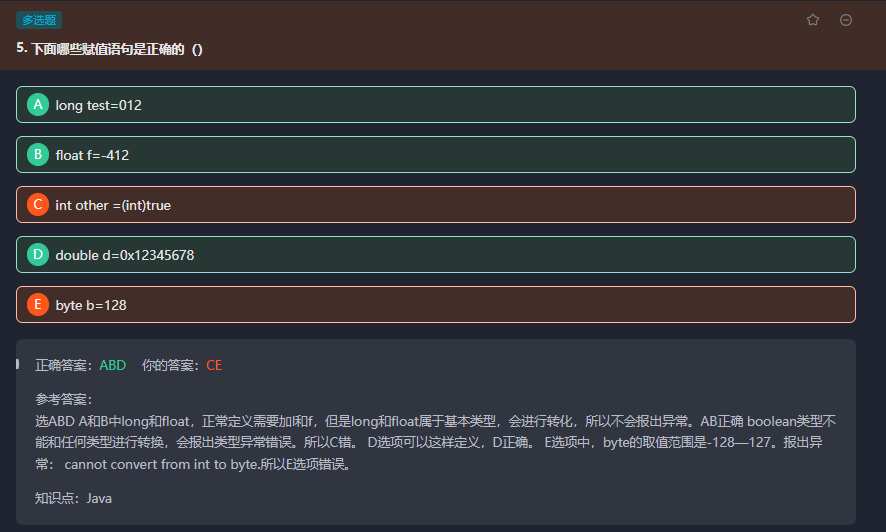 多选题
5. 下面哪些赋值语句是正确的（）
A long test=012
B float f=-412
C int other =(int)true
D double d=0x12345678
E byte b=128
正确答案：ABD 你的答案：CE
参考答案：
选ABD A和B中long和float，正常定义需要加l和f，但是long和float属于基本类型，会进行转化，所以不会报出异常。AB正确 boolean类型不
能和任何类型进行转换，会报出类型异常错误。所以C错。 D选项可以这样定义，D正确。 E选项中，byte的取值范围是-128—127。报出异
常： cannot convert from int to byte.所以E选项错误。
知识点：Java